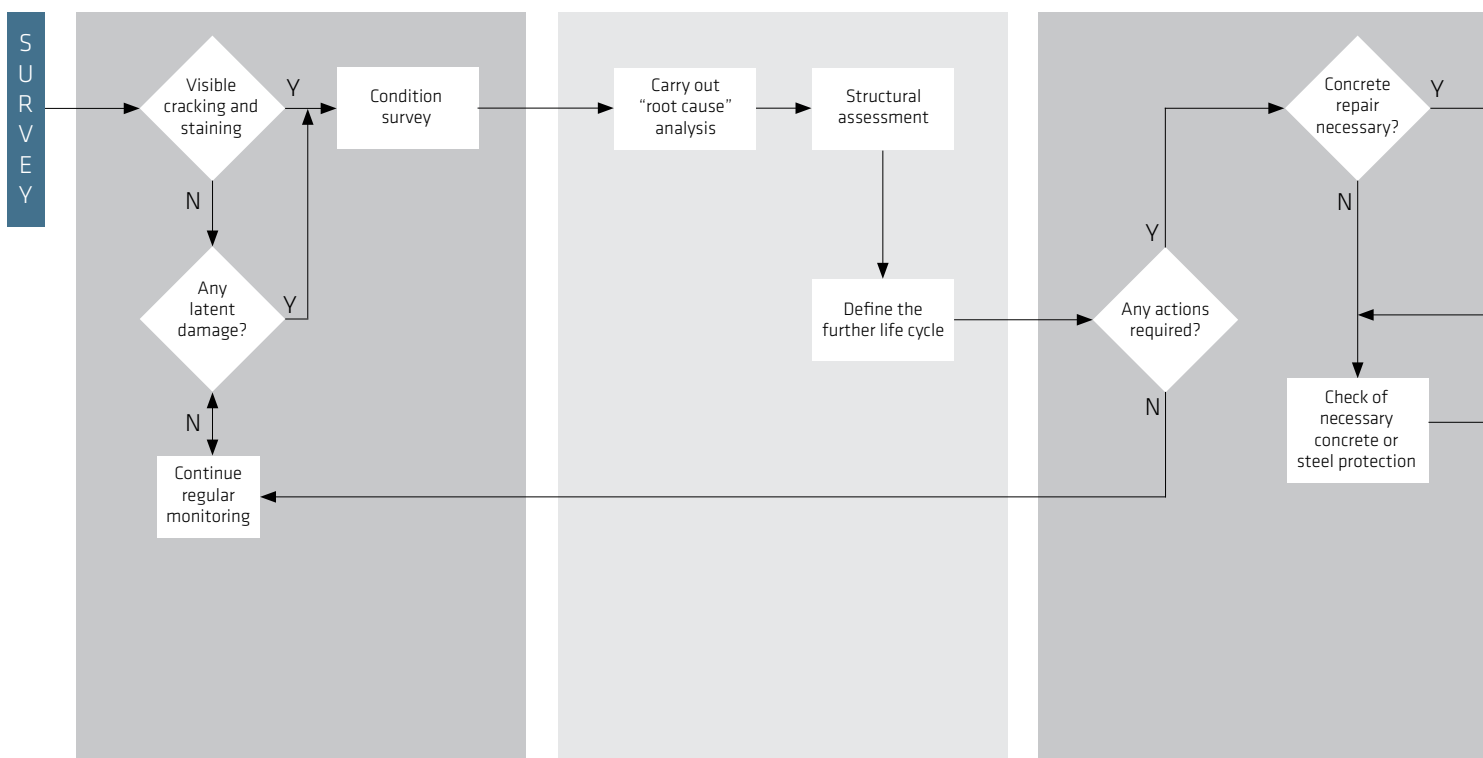 SURVEY
Visible
cracking and
staining
Y
Condition
survey
N
Any
latent
damage?
Y
N
Continue
regular
monitoring
Carry out
“root cause”
analysis
Structural
assessment
Define the
further life cycle
Any actions
required?
Y
N
Concrete
repair
necessary?
Y
N
Check of
necessary
concrete or
steel protection